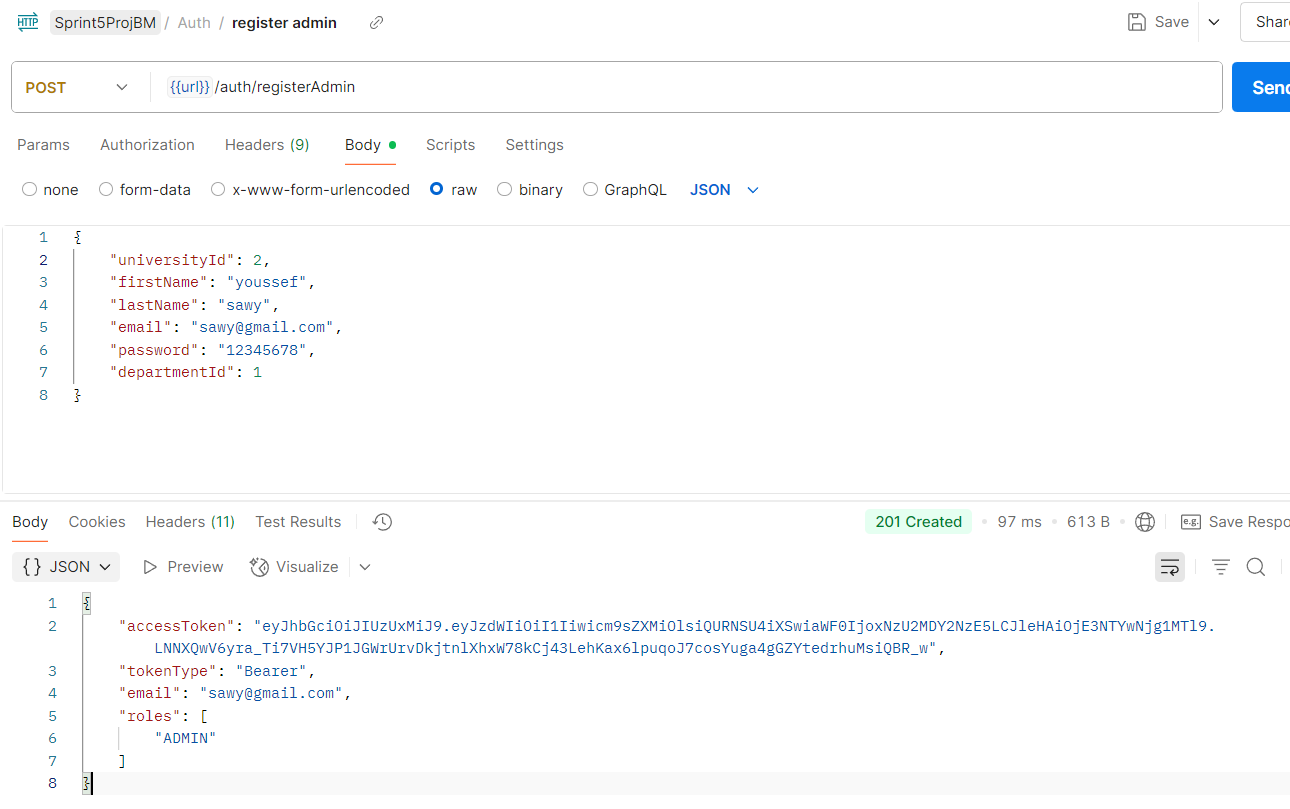 HTTP Sprint5ProjBM / Auth / register admin Save Shar
POST {{url}}/auth/registerAdmin Send
Params Authorization Headers (9) Body Scripts Settings
none form-data x-www-form-urlencoded raw binary GraphQL JSON
1 {
2 "universityId": 2,
3 "firstName": "youssef",
4 "lastName": "sawy",
5 "email": "sawy@gmail.com",
6 "password": "12345678",
7 "departmentId": 1
8 }
Body Cookies Headers (11) Test Results 201 Created 97 ms 613 B e.g. Save Respo
{} JSON Preview Visualize
1 {
2 "accessToken": "eyJhbGciOiJIUzUxMiJ9.eyJzdWIiOiI1Iiwicm9sZXMiOlsiQURNSU4iXSwiaWF0IjoxNzU2MDY2NzE5LCJleHAiOjE3NTYwNjg1MTl9.
LNNXQwV6yra_Ti7VH5YJP1JGWrUrvDkjtnlXhxW78kCj43LehKax6lpuqoJ7cosYuga4gGZYtedrhuMsiQBR_w",
3 "tokenType": "Bearer",
4 "email": "sawy@gmail.com",
5 "roles": [
6 "ADMIN"
7 ]
8 }